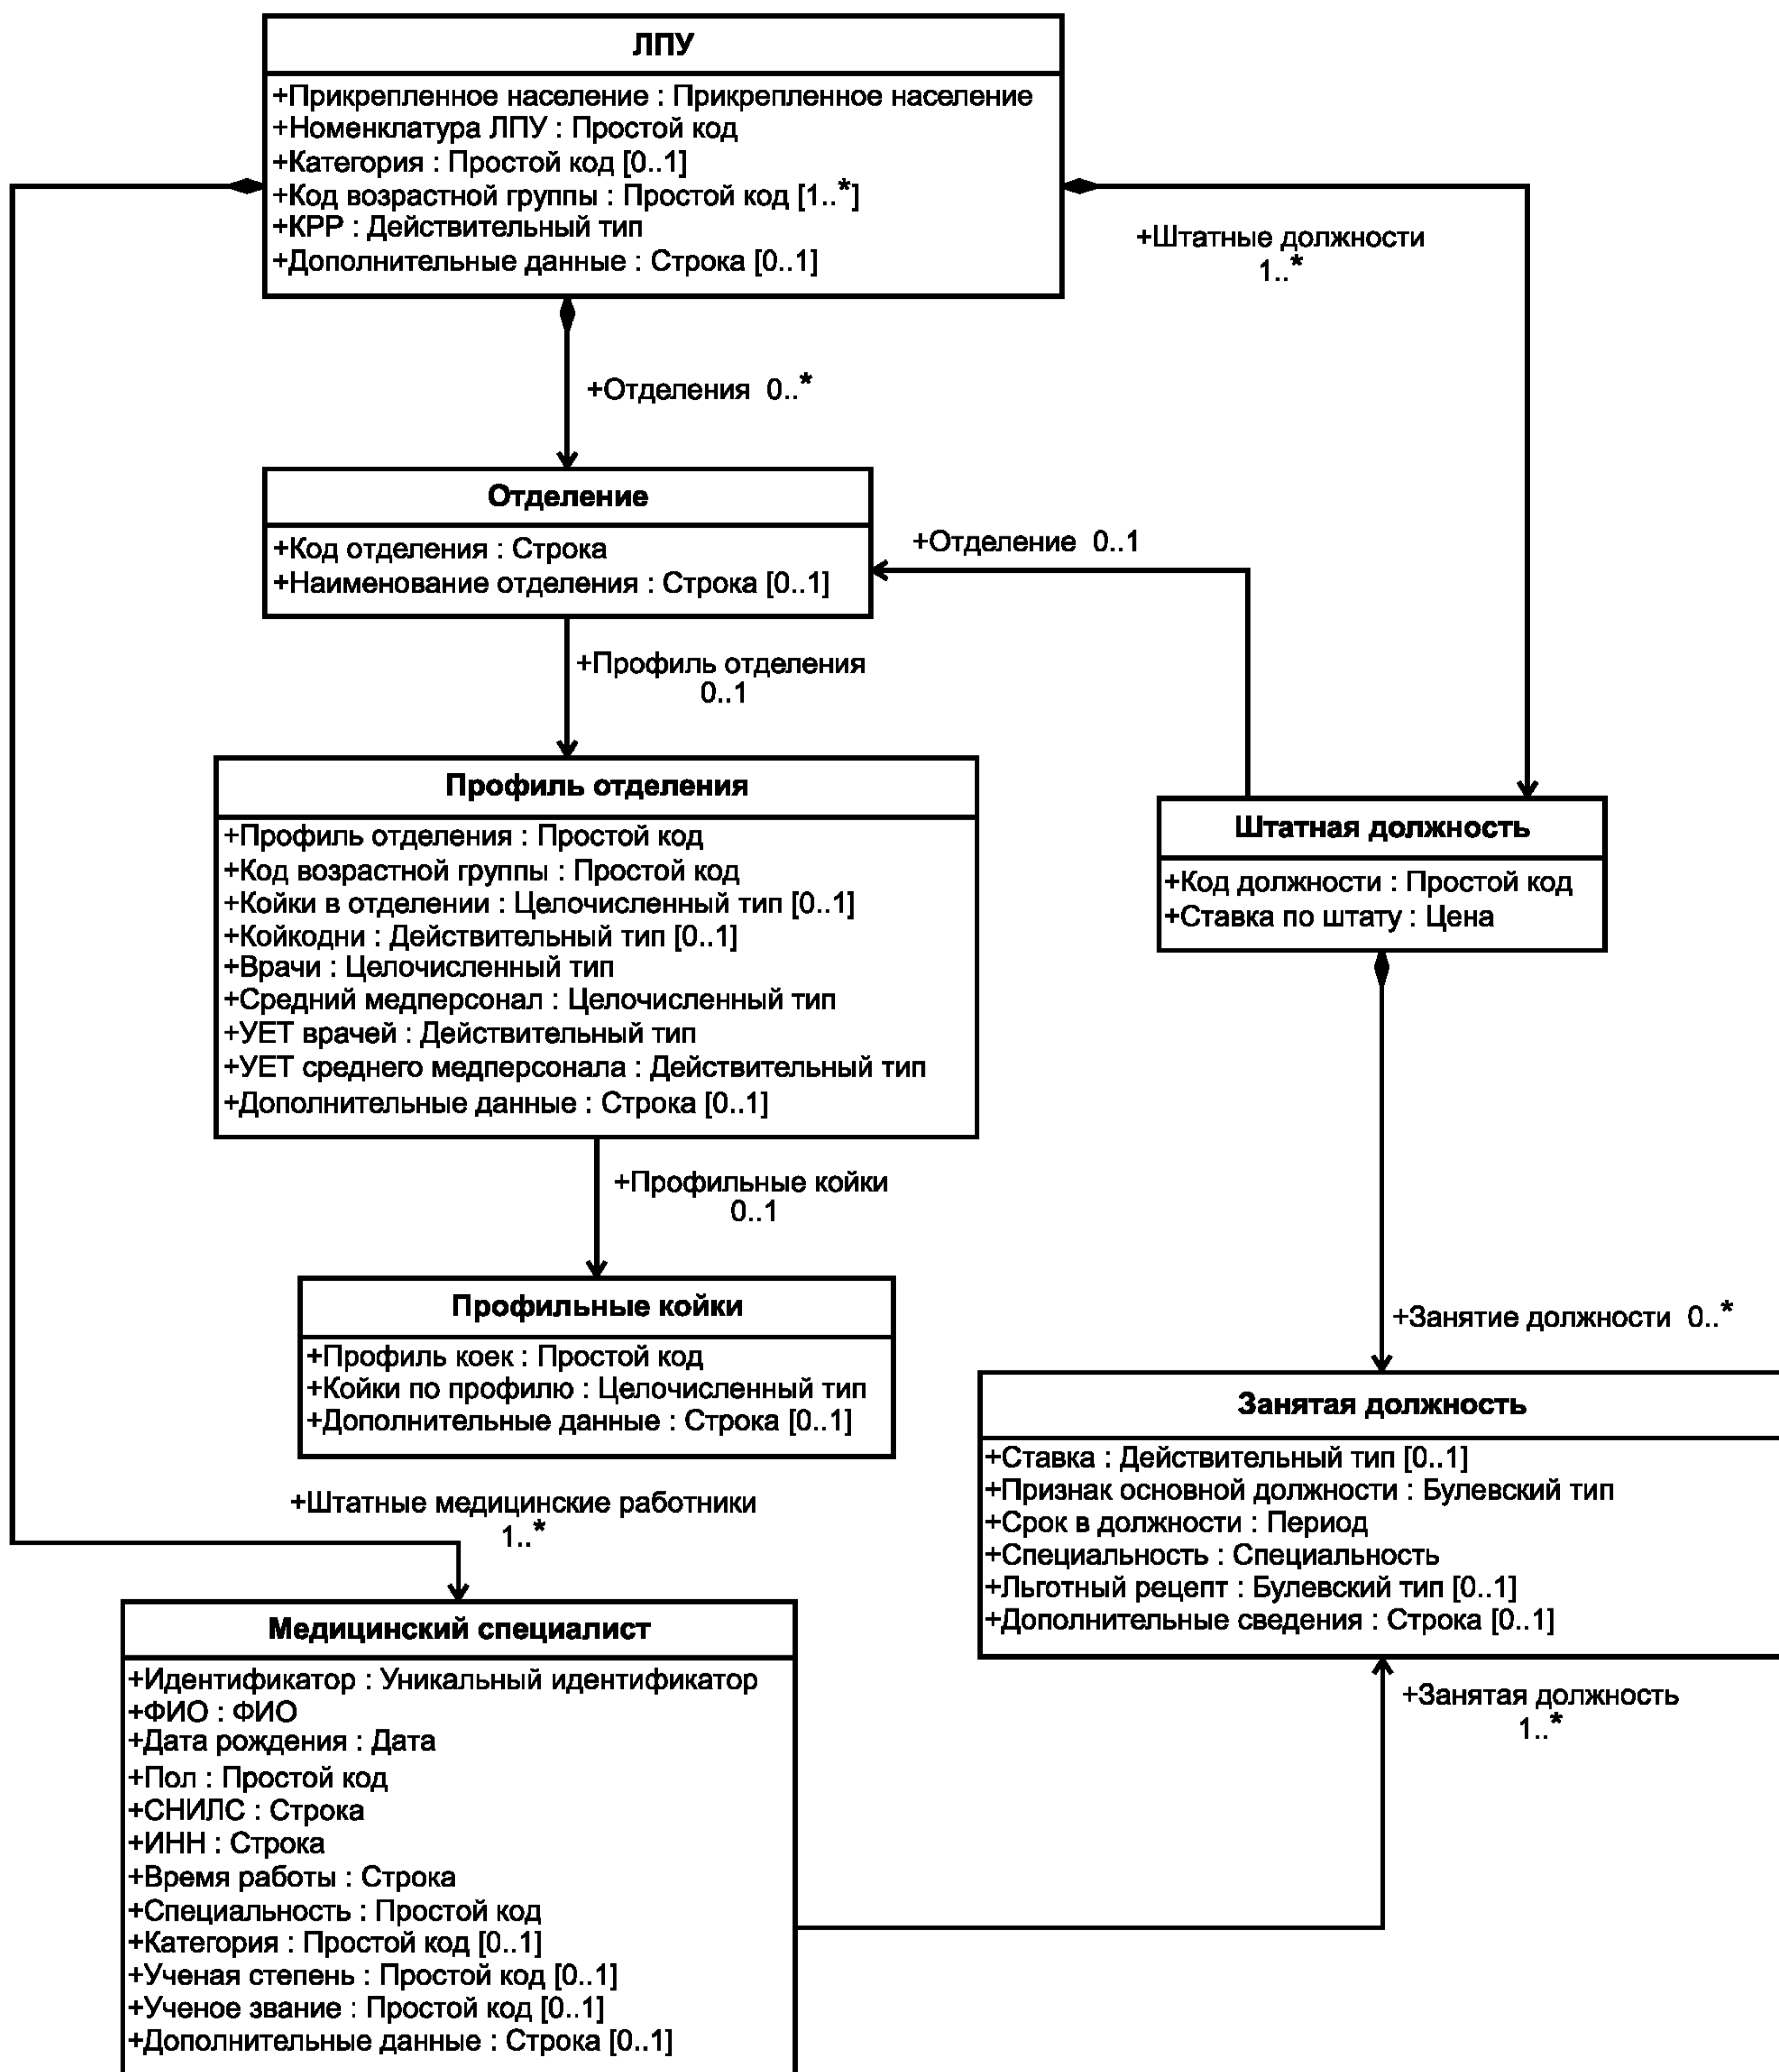 ЛПУ
+Прикрепленное население : Прикрепленное население
+Номенклатура ЛПУ : Простой код
+Категория : Простой код [0..1]
+Код возрастной группы : Простой код [1..*]
+КРР : Действительный тип
+Дополнительные данные : Строка [0..1]
+Штатные должности
1..*
+Отделения 0..*
Отделение
+Код отделения : Строка
+Наименование отделения : Строка [0..1]
+Отделение 0..1
+Профиль отделения
0..1
Профиль отделения
+Профиль отделения : Простой код
+Код возрастной группы : Простой код
+Койки в отделении : Целочисленный тип [0..1]
+Койкодни : Действительный тип [0..1]
+Врачи : Целочисленный тип
+Средний медперсонал : Целочисленный тип
+УЕТ врачей : Действительный тип
+УЕТ среднего медперсонала : Действительный тип
+Дополнительные данные : Строка [0..1]
Штатная должность
+Код должности : Простой код
+Ставка по штату : Цена
+Профильные койки
0..1
Профильные койки
+Профиль коек : Простой код
+Койки по профилю : Целочисленный тип
+Дополнительные данные : Строка [0..1]
+Занятие должности 0..*
Занятая должность
+Ставка : Действительный тип [0..1]
+Признак основной должности : Булевский тип
+Срок в должности : Период
+Специальность : Специальность
+Льготный рецепт : Булевский тип [0..1]
+Дополнительные сведения : Строка [0..1]
+Штатные медицинские работники
1..*
Медицинский специалист
+Идентификатор : Уникальный идентификатор
+ФИО : ФИО
+Дата рождения : Дата
+Пол : Простой код
+СНИЛС : Строка
+ИНН : Строка
+Время работы : Строка
+Специальность : Простой код
+Категория : Простой код [0..1]
+Ученая степень : Простой код [0..1]
+Ученое звание : Простой код [0..1]
+Дополнительные данные : Строка [0..1]
+Занятая должность
1..*